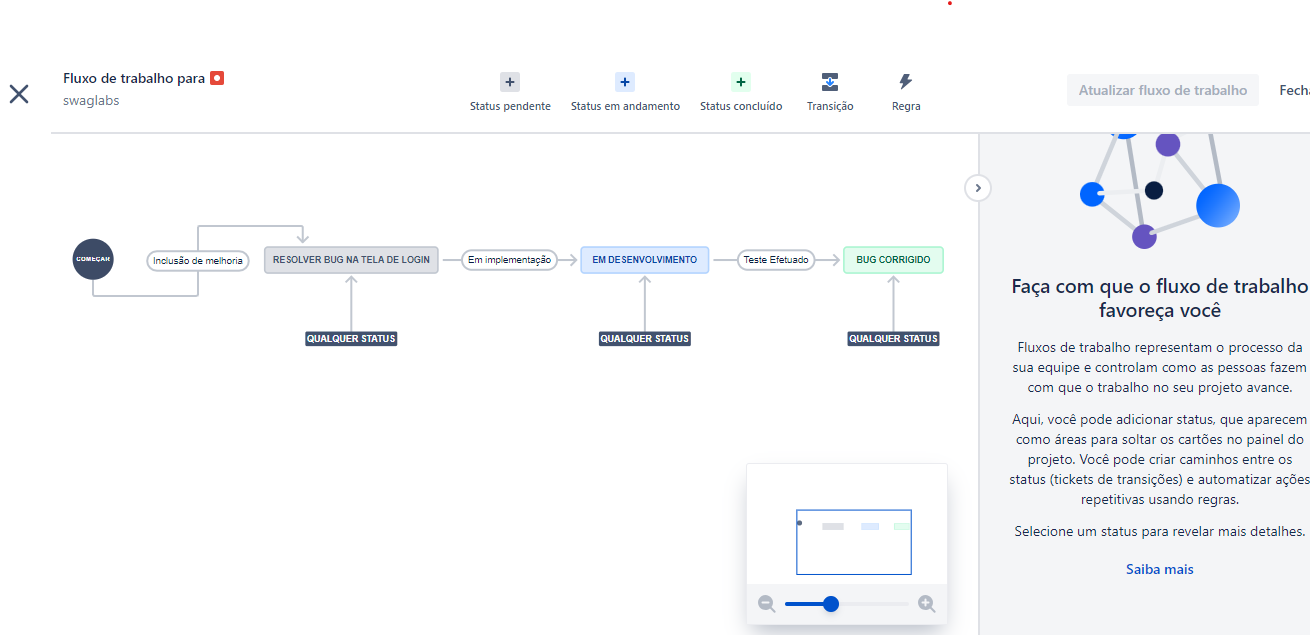 Fluxo de trabalho para
swaglabs
Status pendente
Status em andamento
Status concluído
Transição
Regra
Atualizar fluxo de trabalho
Fech
COMEÇAR
Inclusão de melhoria
RESOLVER BUG NA TELA DE LOGIN
Em implementação
EM DESENVOLVIMENTO
Teste Efetuado
BUG CORRIGIDO
QUALQUER STATUS
QUALQUER STATUS
QUALQUER STATUS
Faça com que o fluxo de trabalho
favoreça você
Fluxos de trabalho representam o processo da
sua equipe e controlam como as pessoas fazem
com que o trabalho no seu projeto avance.
Aqui, você pode adicionar status, que aparecem
como áreas para soltar os cartões no painel do
projeto. Você pode criar caminhos entre os
status (tickets de transições) e automatizar ações
repetitivas usando regras.
Selecione um status para revelar mais detalhes.
Saiba mais